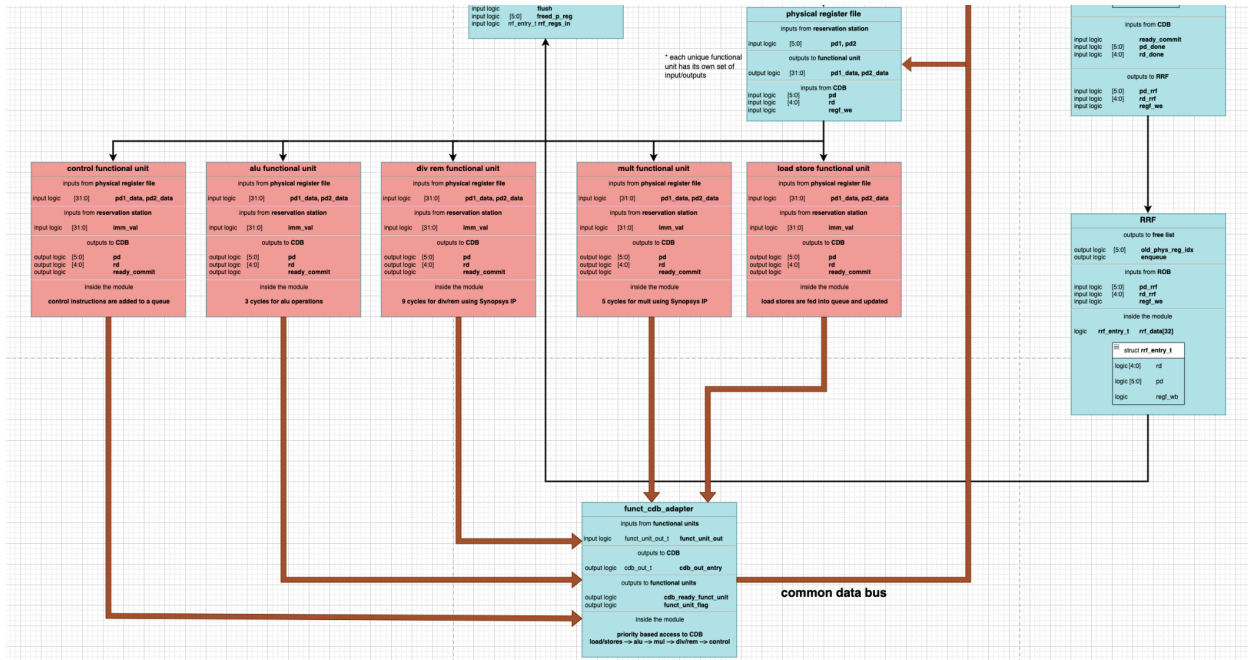 input logic flush
input logic [5:0] freed_p_reg
input logic rrf_entry_t rrf_regs_in
physical register file
inputs from reservation station
input logic [5:0] pd1, pd2
outputs to functional unit
output logic [31:0] pd1_data, pd2_data
inputs from CDB
input logic [5:0] pd
input logic [4:0] rd
input logic regf_we
* each unique functional
unit has its own set of
input/outputs
inputs from CDB
input logic ready_commit
input logic [5:0] pd_done
input logic [4:0] rd_done
outputs to RRF
input logic [5:0] pd_rrf
input logic [4:0] rd_rrf
input logic regf_we
control functional unit
inputs from physical register file
input logic [31:0] pd1_data, pd2_data
inputs from reservation station
input logic [31:0] imm_val
outputs to CDB
output logic [5:0] pd
output logic [4:0] rd
output logic ready_commit
inside the module
control instructions are added to a queue
alu functional unit
inputs from physical register file
input logic [31:0] pd1_data, pd2_data
inputs from reservation station
input logic [31:0] imm_val
outputs to CDB
output logic [5:0] pd
output logic [4:0] rd
output logic ready_commit
inside the module
3 cycles for alu operations
div rem functional unit
inputs from physical register file
input logic [31:0] pd1_data, pd2_data
inputs from reservation station
input logic [31:0] imm_val
outputs to CDB
output logic [5:0] pd
output logic [4:0] rd
output logic ready_commit
inside the module
9 cycles for div/rem using Synopsys IP
mult functional unit
inputs from physical register file
input logic [31:0] pd1_data, pd2_data
inputs from reservation station
input logic [31:0] imm_val
outputs to CDB
output logic [5:0] pd
output logic [4:0] rd
output logic ready_commit
inside the module
5 cycles for mult using Synopsys IP
load store functional unit
inputs from physical register file
input logic [31:0] pd1_data, pd2_data
inputs from reservation station
input logic [31:0] imm_val
outputs to CDB
output logic [5:0] pd
output logic [4:0] rd
output logic ready_commit
inside the module
load stores are fed into queue and updated
RRF
outputs to free list
output logic [5:0] old_phys_reg_idx
output logic enqueue
inputs from ROB
input logic [5:0] pd_rrf
input logic [4:0] rd_rrf
input logic regf_we
inside the module
logic rrf_entry_t rrf_data[32]
struct rrf_entry_t
logic [4:0] rd
logic [5:0] pd
logic regf_wb
funct_cdb_adapter
inputs from functional units
input logic funct_unit_out_t funct_unit_out
outputs to CDB
output logic cdb_out_t cdb_out_entry
outputs to functional units
output logic cdb_ready_funct_unit
output logic funct_unit_flag
inside the module
priority based access to CDB
load/stores --> alu --> mul --> div/rem --> control
common data bus